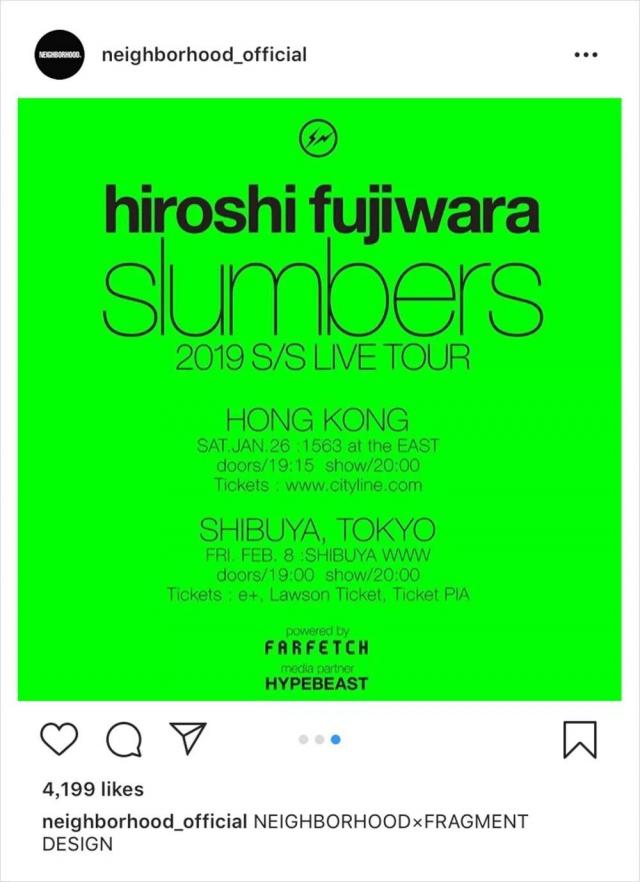 NEIGHBORHOOD.
neighborhood_official
hiroshi fujiwara
slumbers
2019 S/S LIVE TOUR
HONG KONG
SAT.JAN.26 :1563 at the EAST
doors/19:15 show/20:00
Tickets : www.cityline.com
SHIBUYA, TOKYO
FRI. FEB. 8 :SHIBUYA WWW
doors/19:00 show/20:00
Tickets : e+, Lawson Ticket, Ticket PIA
powered by
FARFETCH
media partner
HYPEBEAST
4,199 likes
neighborhood_official NEIGHBORHOOD×FRAGMENT
DESIGN